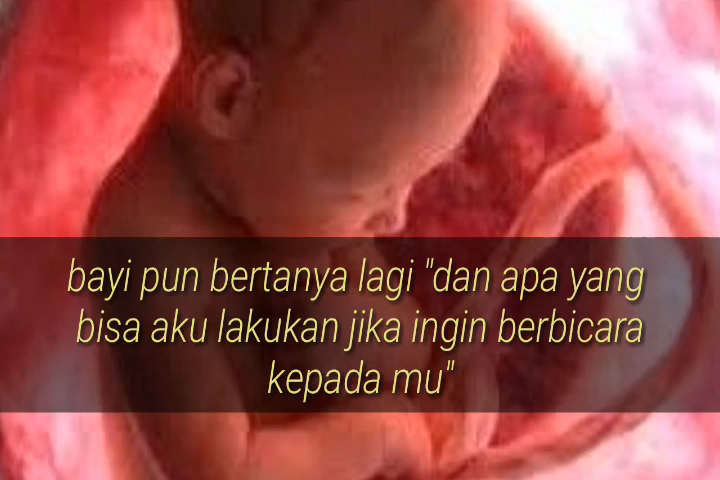 bayi pun bertanya lagi "dan apa yang
bisa aku lakukan jika ingin berbicara
kepada mu"